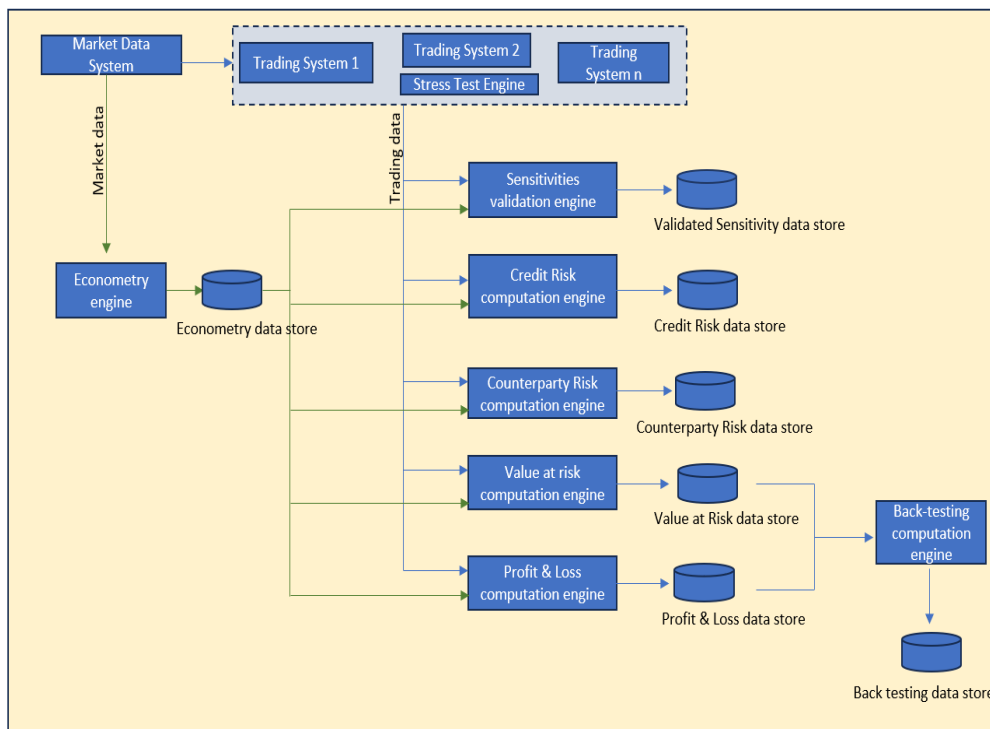 Market Data
System
Trading System 1
Trading System 2
Stress Test Engine
Trading
System n
Market data
Trading data
Sensitivities
validation engine
Validated Sensitivity data store
Econometry
engine
Econometry data store
Credit Risk
computation engine
Credit Risk data store
Counterparty Risk
computation engine
Counterparty Risk data store
Value at risk
computation engine
Value at Risk data store
Back-testing
computation
engine
Profit & Loss
computation engine
Profit & Loss data store
Back testing data store